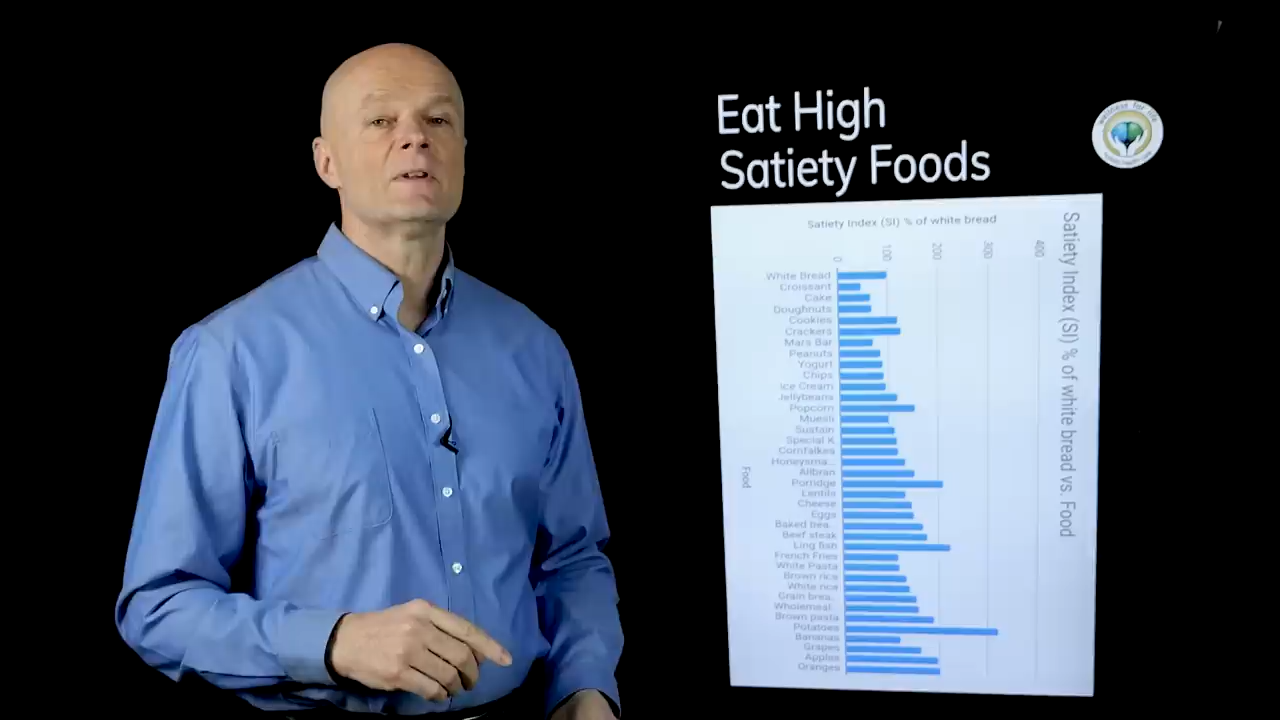 Eat High
Satiety Foods
Satiety Index (SI) % of white bread
0
100
200
300
400
Satiety Index (SI) % of white bread vs. Food
White Bread
Croissant
Cake
Doughnuts
Cookies
Crackers
Mars Bar
Peanuts
Yogurt
Chips
Ice Cream
Jellybeans
Popcorn
Muesli
Sustain
Special K
Cornfalkes
Honeysma...
Allbran
Porridge
Lentils
Cheese
Eggs
Baked bea..
Beef steak
Ling fish
French Fries
White Pasta
Brown rice
White rice
Grain brea..
Wholemeal..
Brown pasta
Potatoes
Bananas
Grapes
Apples
Oranges
Food